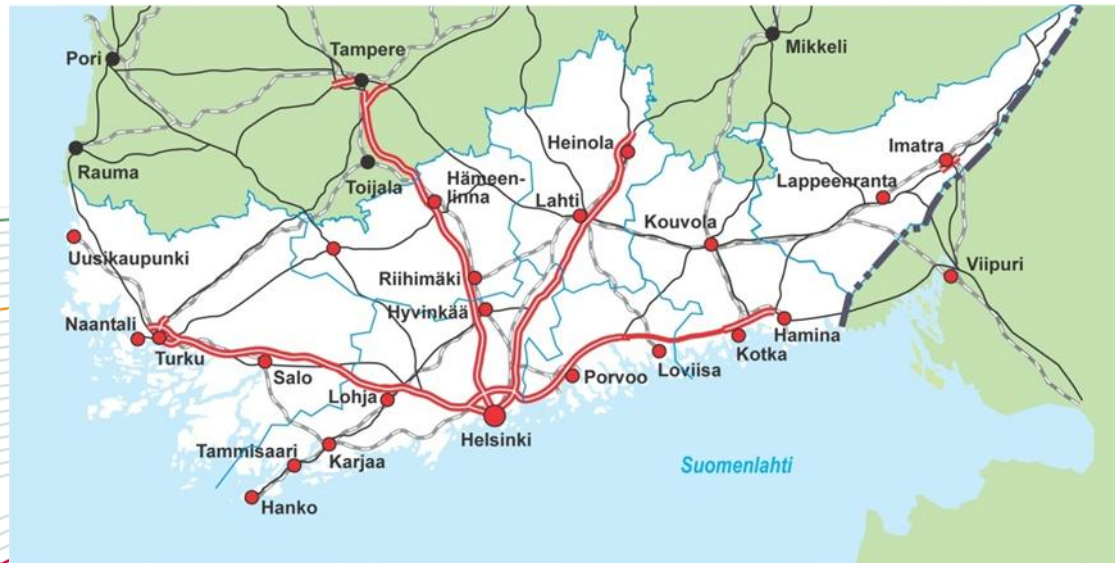 Pori
Tampere
Mikkeli
Rauma
Toijala
Hämeen-
linna
Heinola
Lahti
Imatra
Lappeenranta
Kouvola
Uusikaupunki
Riihimäki
Viipuri
Naantali
Turku
Hyvinkää
Hamina
Kotka
Salo
Lohja
Porvoo
Loviisa
Helsinki
Tammisaari
Karjaa
Suomenlahti
Hanko